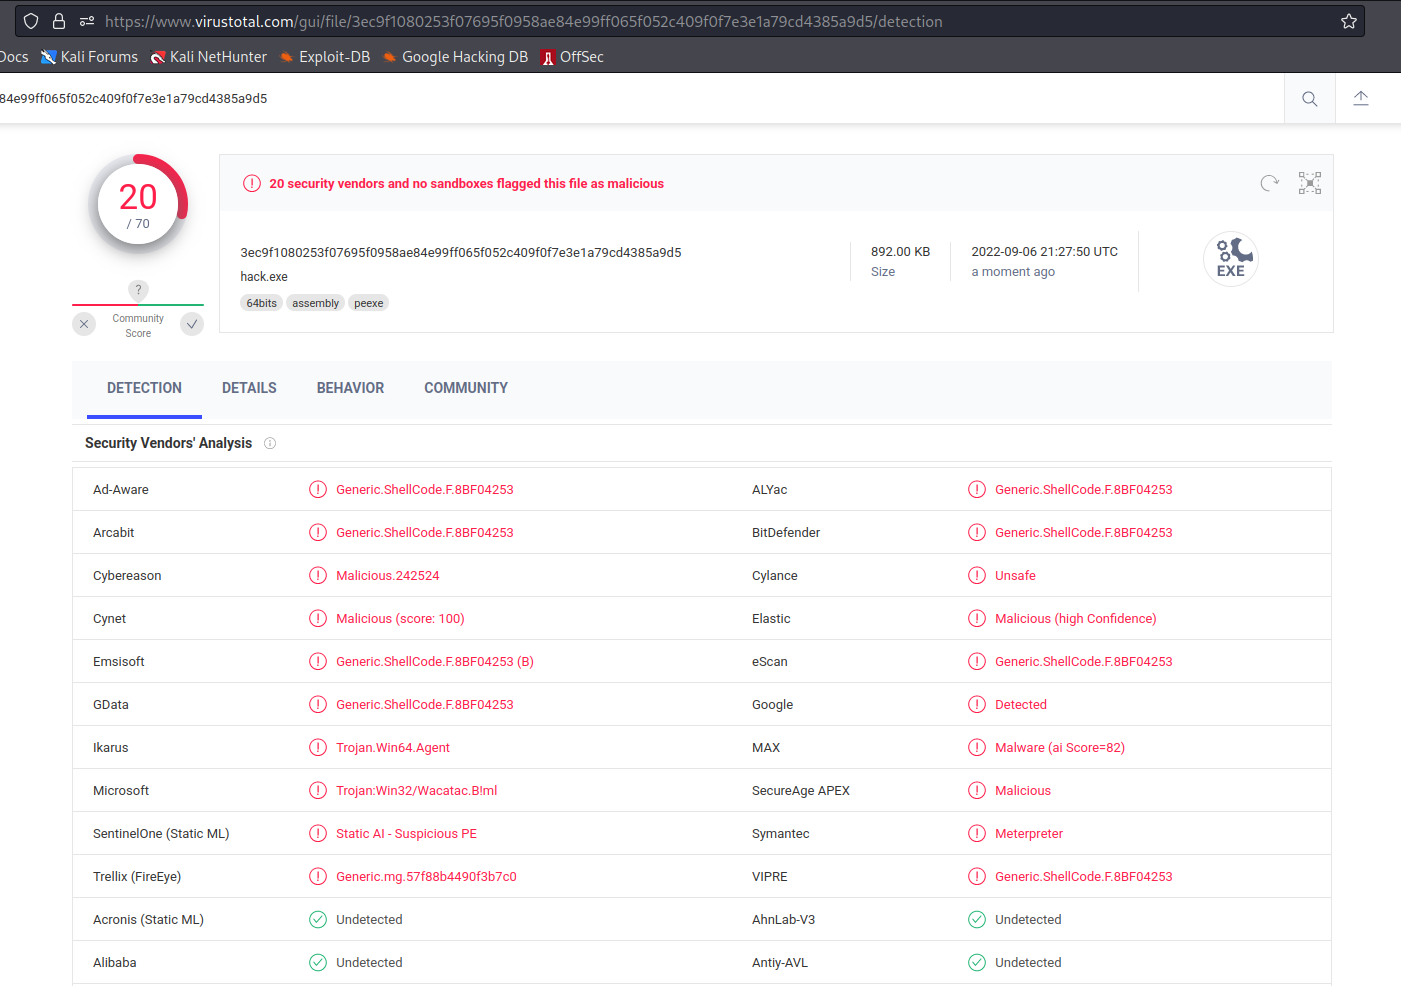 https://www.virustotal.com/gui/file/3ec9f1080253f07695f0958ae84e99ff065f052c409f0f7e3e1a79cd4385a9d5/detection
Docs Kali Forums Kali NetHunter Exploit-DB Google Hacking DB OffSec
84e99ff065f052c409f0f7e3e1a79cd4385a9d5
20
/ 70
?
Community
Score
20 security vendors and no sandboxes flagged this file as malicious
3ec9f1080253f07695f0958ae84e99ff065f052c409f0f7e3e1a79cd4385a9d5
hack.exe
64bits assembly peexe
892.00 KB
Size
2022-09-06 21:27:50 UTC
a moment ago
EXE
DETECTION DETAILS BEHAVIOR COMMUNITY
Security Vendors' Analysis
Ad-Aware Generic.ShellCode.F.8BF04253 ALYac Generic.ShellCode.F.8BF04253
Arcabit Generic.ShellCode.F.8BF04253 BitDefender Generic.ShellCode.F.8BF04253
Cybereason Malicious.242524 Cylance Unsafe
Cynet Malicious (score: 100) Elastic Malicious (high Confidence)
Emsisoft Generic.ShellCode.F.8BF04253 (B) eScan Generic.ShellCode.F.8BF04253
GData Generic.ShellCode.F.8BF04253 Google Detected
Ikarus Trojan.Win64.Agent MAX Malware (ai Score=82)
Microsoft Trojan:Win32/Wacatac.B!ml SecureAge APEX Malicious
SentinelOne (Static ML) Static AI - Suspicious PE Symantec Meterpreter
Trellix (FireEye) Generic.mg.57f88b4490f3b7c0 VIPRE Generic.ShellCode.F.8BF04253
Acronis (Static ML) Undetected AhnLab-V3 Undetected
Alibaba Undetected Antiy-AVL Undetected